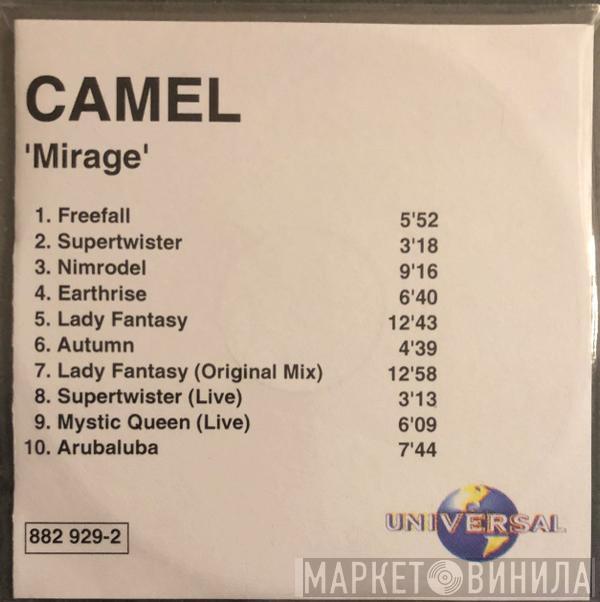 CAMEL
'Mirage'
1. Freefall 5'52
2. Supertwister 3'18
3. Nimrodel 9'16
4. Earthrise 6'40
5. Lady Fantasy 12'43
6. Autumn 4'39
7. Lady Fantasy (Original Mix) 12'58
8. Supertwister (Live) 3'13
9. Mystic Queen (Live) 6'09
10. Arubaluba 7'44
882 929-2
UNIVERSAL
МАРКЕТ ВИНИЛА